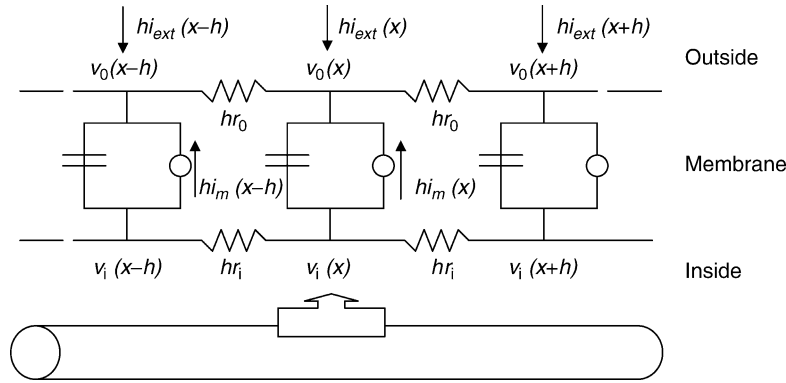 hi_ext (x–h) hi_ext (x) hi_ext (x+h)
Outside
v_0(x–h) v_0(x) v_0(x+h)
hr_0 hr_0
Membrane
hi_m (x–h) hi_m (x)
v_i (x–h) hr_i v_i (x) hr_i v_i (x+h)
Inside